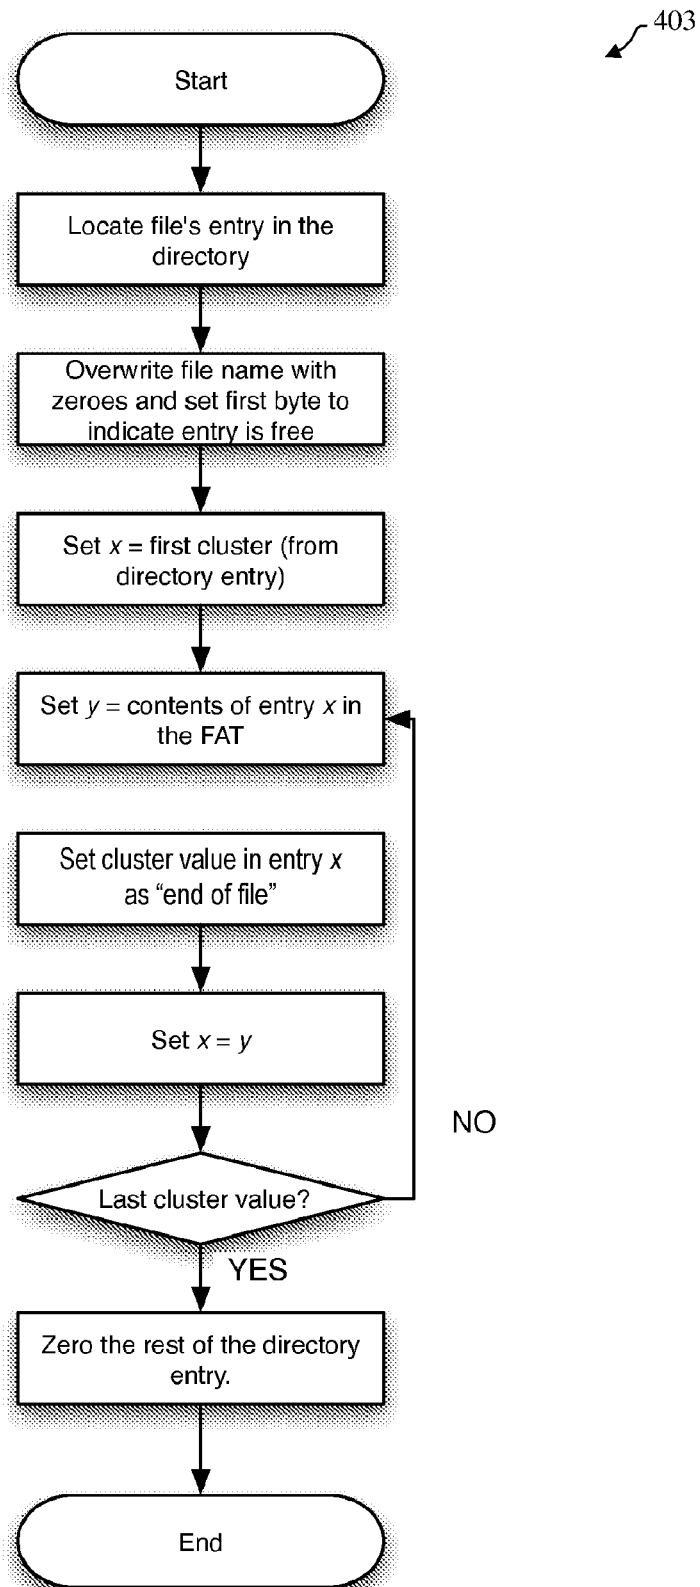 403
Start
Locate file's entry in the
directory
Overwrite file name with
zeroes and set first byte to
indicate entry is free
Set x = first cluster (from
directory entry)
Set y = contents of entry x in
the FAT
Set cluster value in entry x
as “end of file”
Set x = y
NO
Last cluster value?
YES
Zero the rest of the directory
entry.
End